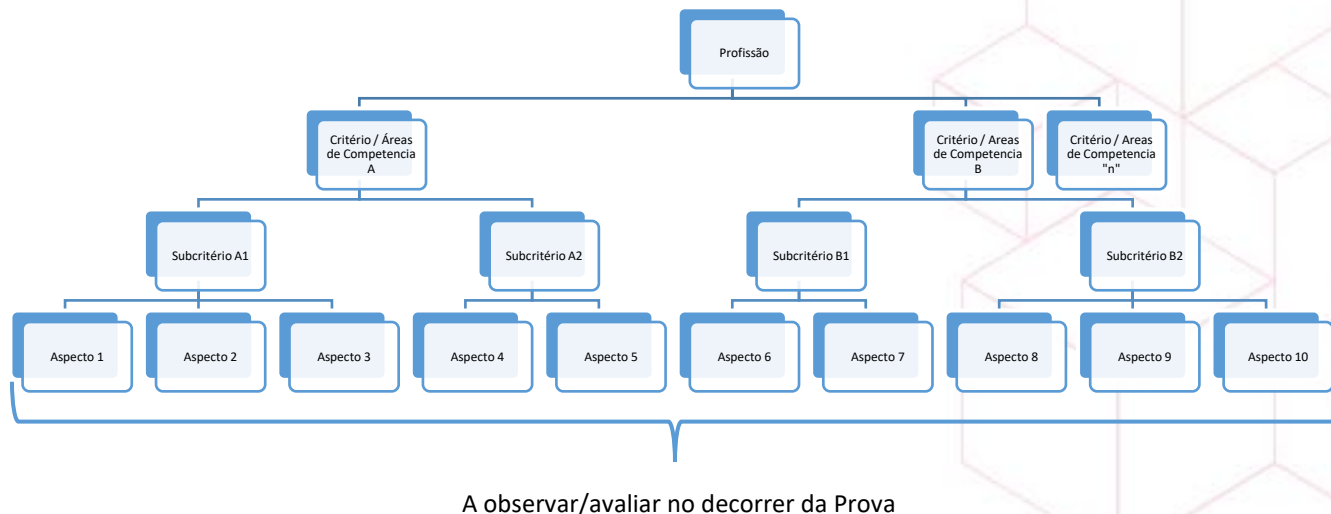 Profissão
Critério / Áreas
de Competencia
A
Critério / Areas
de Competencia
B
Critério / Areas
de Competencia
"n"
Subcritério A1
Subcritério A2
Subcritério B1
Subcritério B2
Aspecto 1
Aspecto 2
Aspecto 3
Aspecto 4
Aspecto 5
Aspecto 6
Aspecto 7
Aspecto 8
Aspecto 9
Aspecto 10
A observar/avaliar no decorrer da Prova